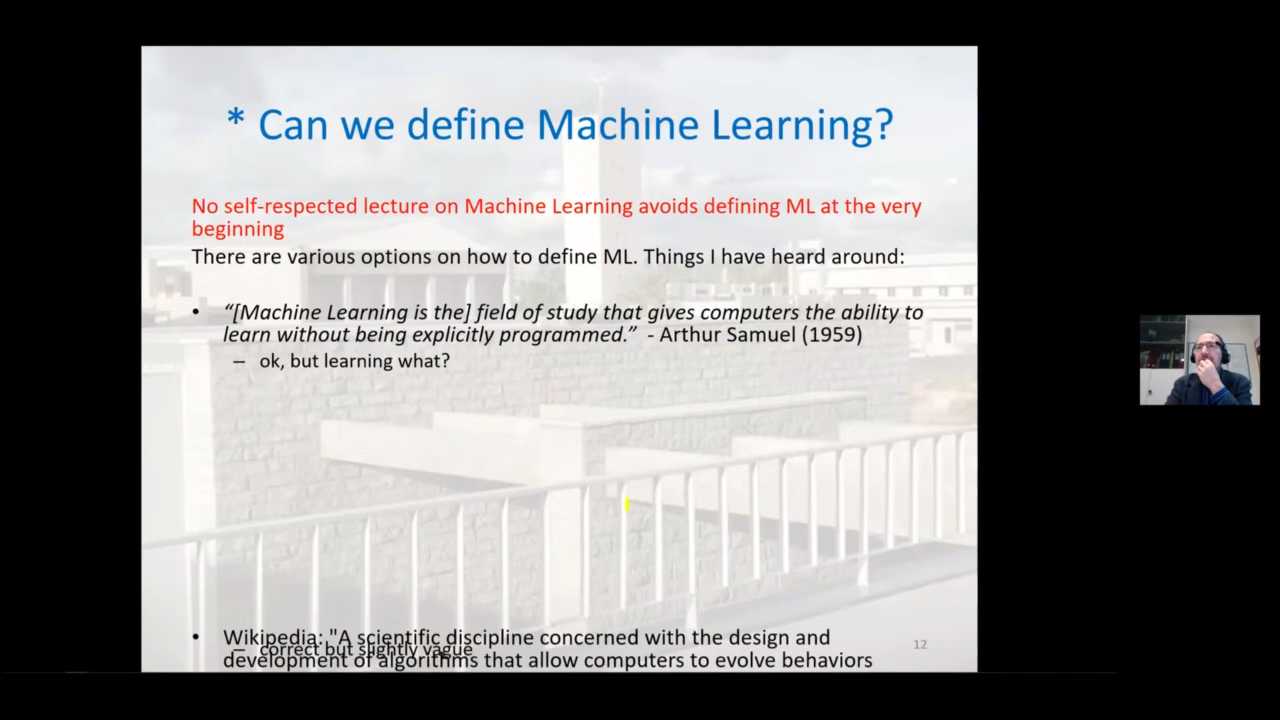 * Can we define Machine Learning?
No self-respected lecture on Machine Learning avoids defining ML at the very
beginning
There are various options on how to define ML. Things I have heard around:
• “[Machine Learning is the] field of study that gives computers the ability to
learn without being explicitly programmed.” - Arthur Samuel (1959)
– ok, but learning what?
• Wikipedia: "A scientific discipline concerned with the design and
– correct but slightly vague
development of algorithms that allow computers to evolve behaviors
12